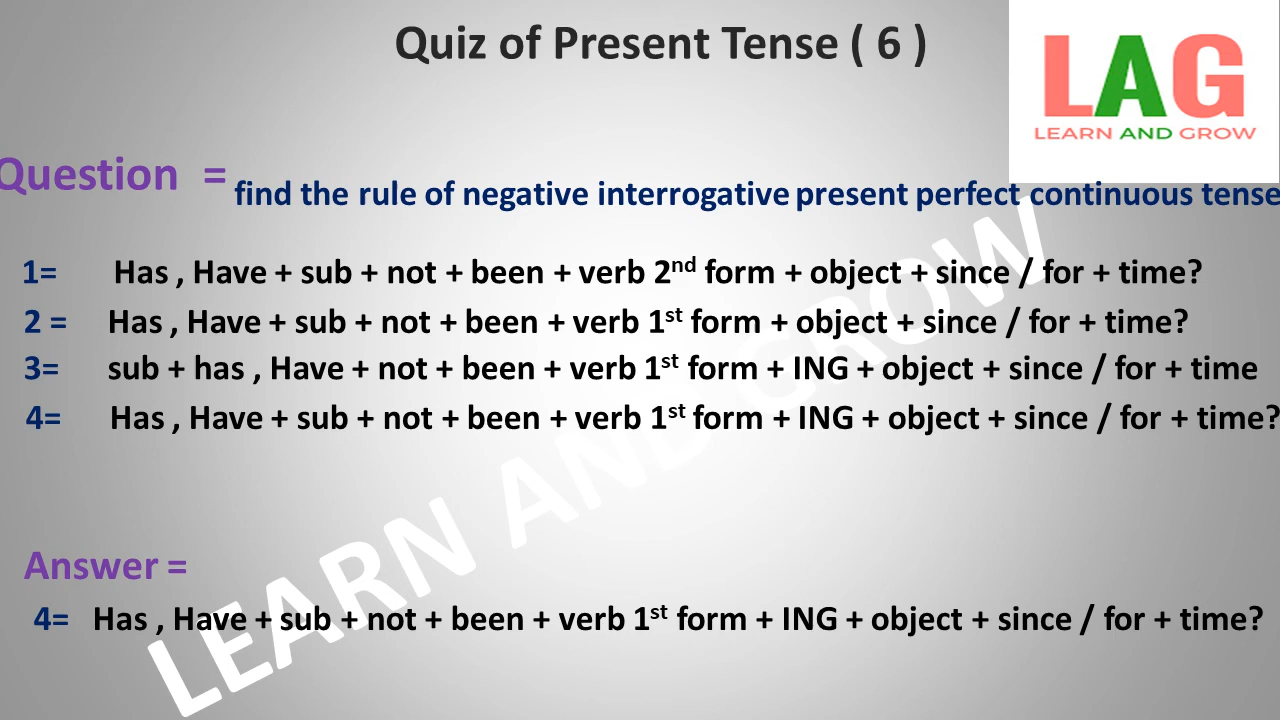 Quiz of Present Tense ( 6 )
LAG
LEARN AND GROW
Question =
find the rule of negative interrogative present perfect continuous tense
1= Has , Have + sub + not + been + verb 2nd form + object + since / for + time?
2 = Has , Have + sub + not + been + verb 1st form + object + since / for + time?
3= sub + has , Have + not + been + verb 1st form + ING + object + since / for + time
4= Has , Have + sub + not + been + verb 1st form + ING + object + since / for + time?
LEARN AND GROW
Answer =
4= Has , Have + sub + not + been + verb 1st form + ING + object + since / for + time?